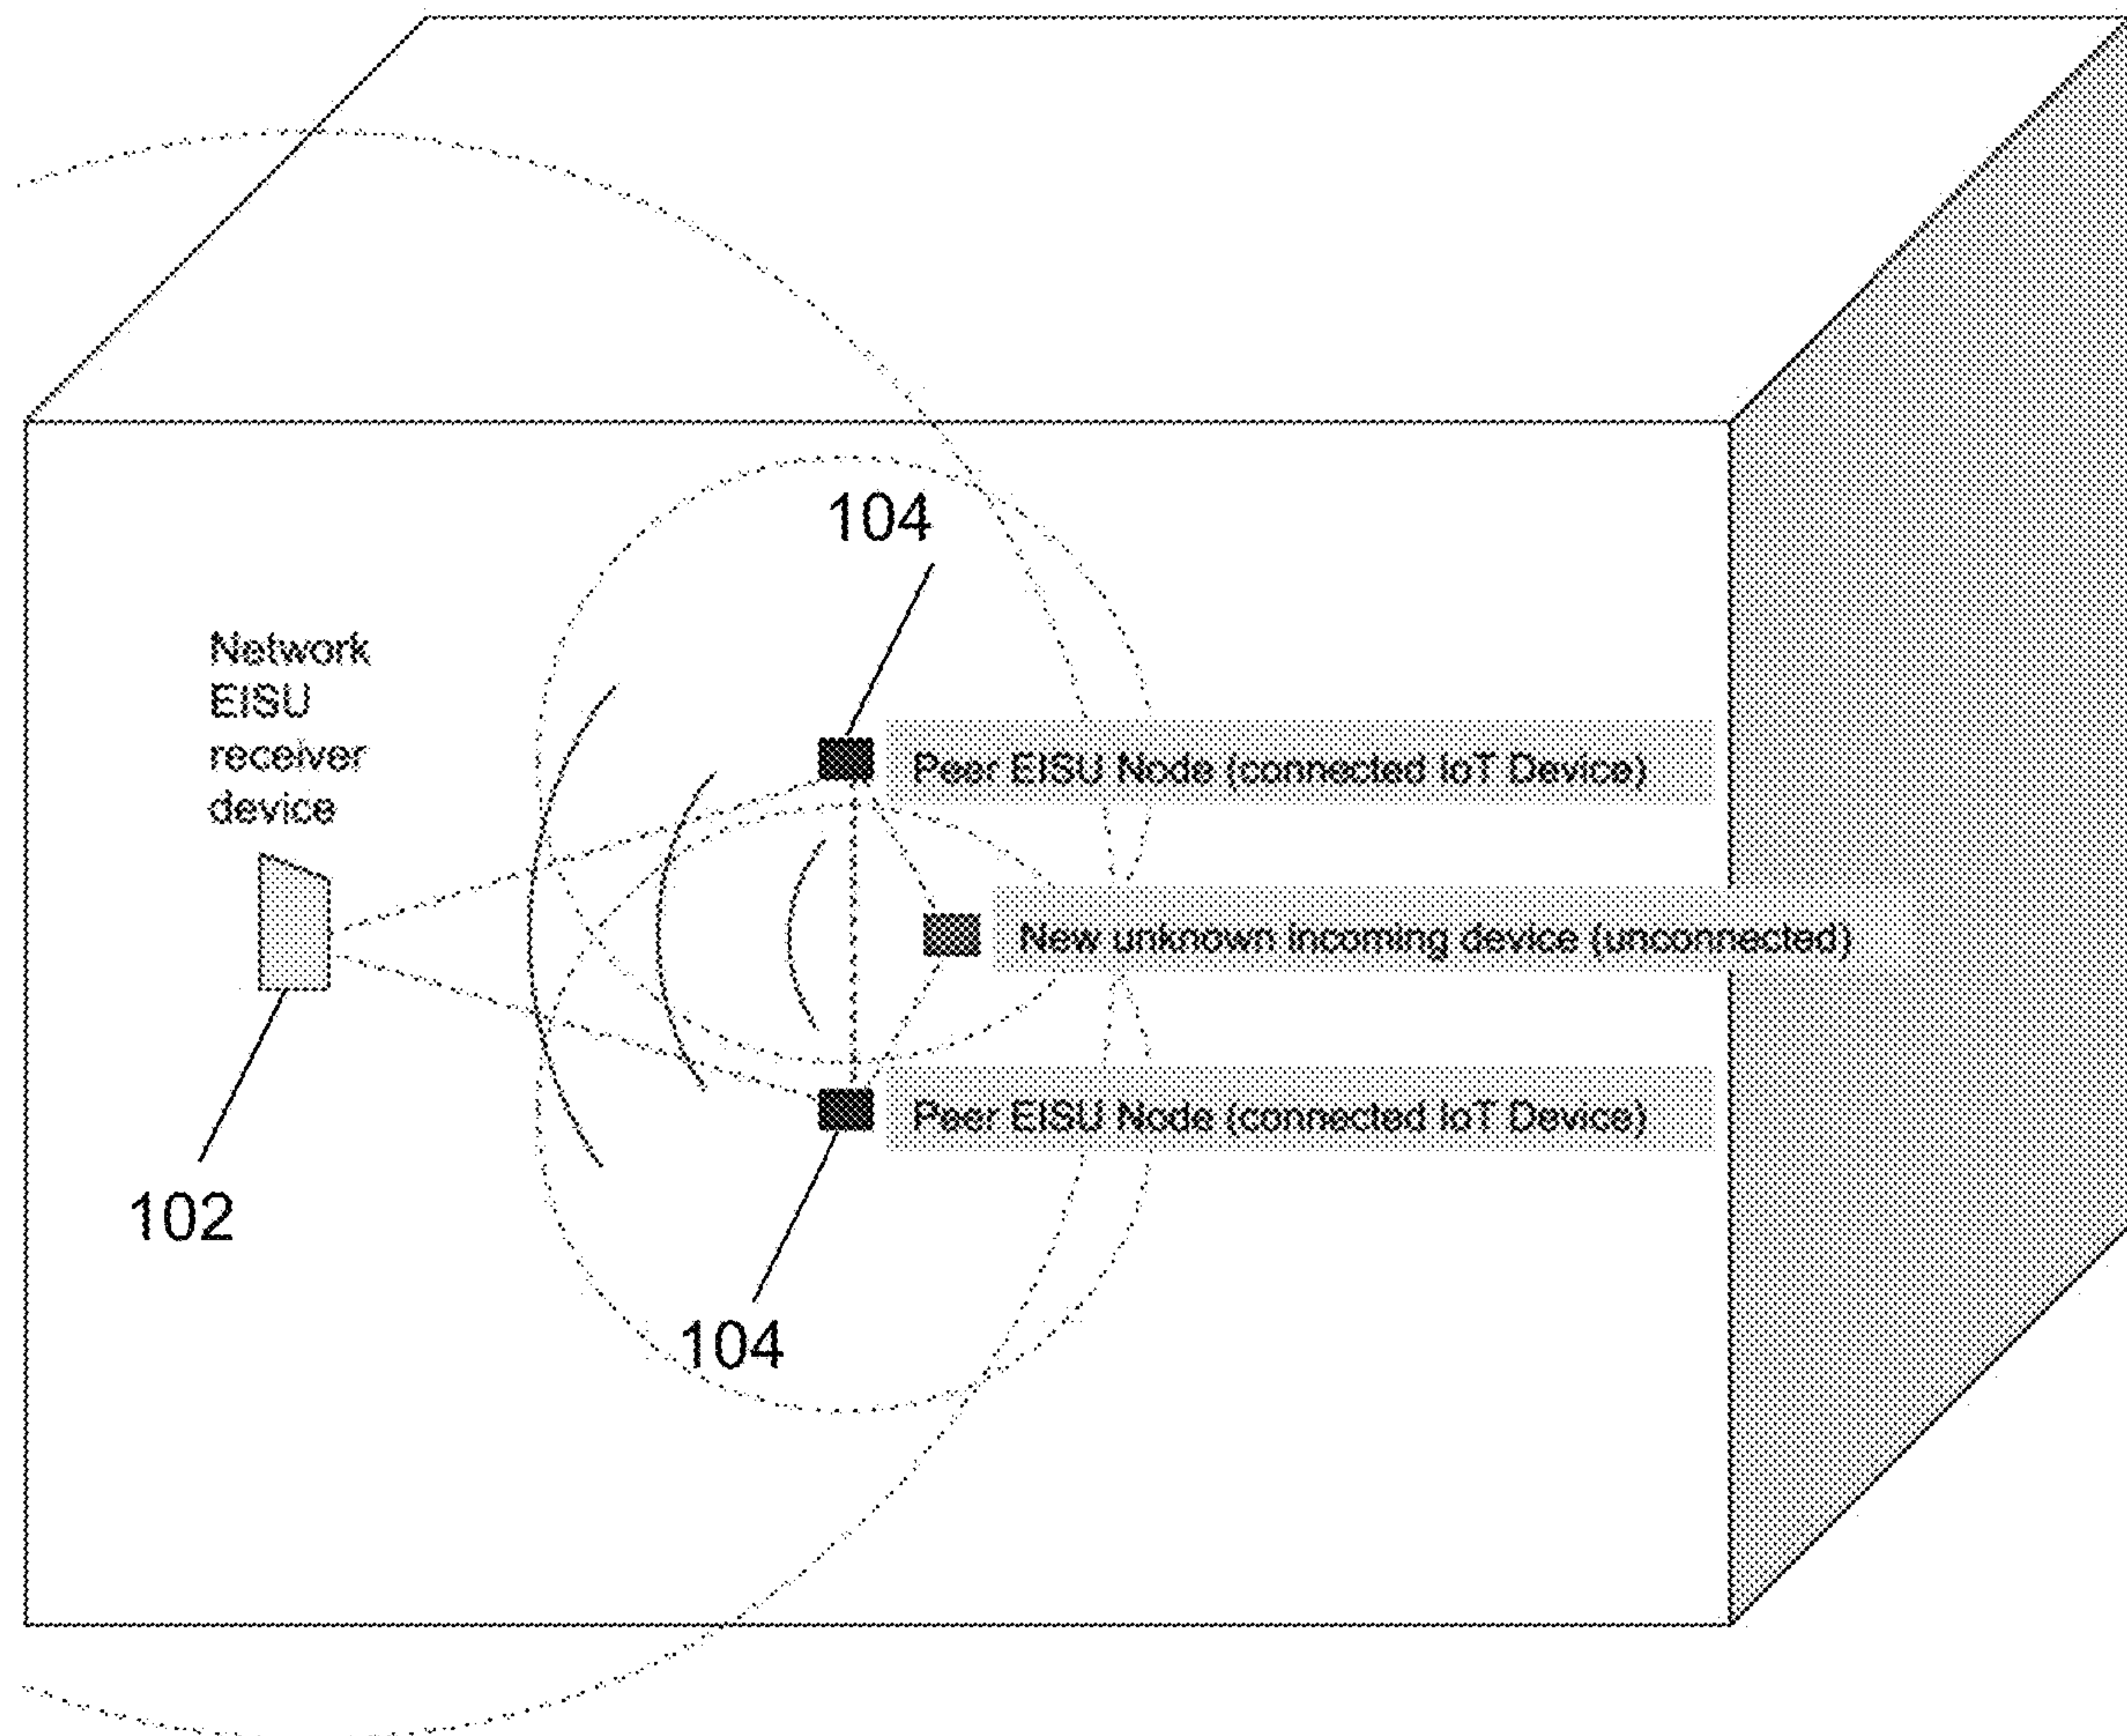 104
Network
EISU
receiver
device
Peer EISU Node (connected IoT Device)
New unknown incoming device (unconnected)
Peer EISU Node (connected IoT Device)
102
104